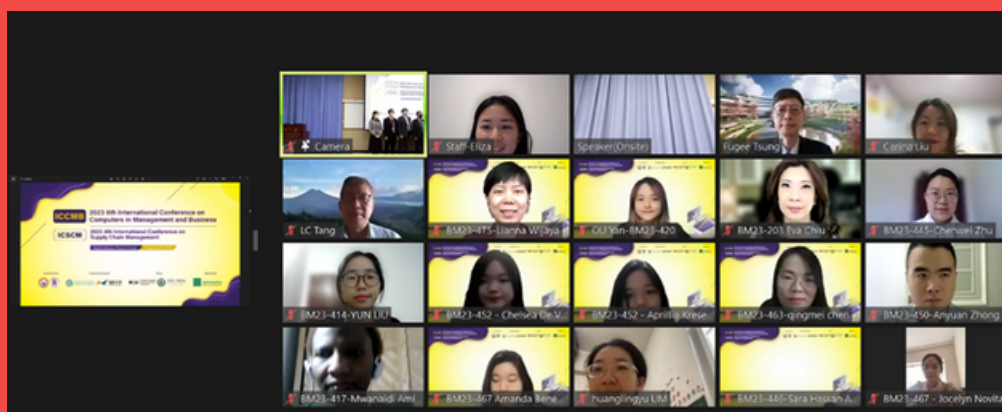 ICCMB
2023 6th International Conference on
Computers in Management and Business
ICSCM
2023 4th International Conference on
Supply Chain Management
Camera
Staff-Eliza
Speaker(Onsite)
Fugee Tsung
Carina Liu
LC Tang
BM23-415-Lianna Wijaya
OU Yan-BM23-420
BM23-203 Eva Chiu
BM23-445-Chenwei Zhu
BM23-414-YUN LIU
BM23-452 - Chelsea De V...
BM23-452 - Aprillia Krese...
BM23-463-qingmei chen
BM23-450-Anyuan Zhong
BM23-417-Mwanaidi Ami
BM23-467 Amanda Bene...
huanglingyu UM
BM23-446-Sara Hassan A...
BM23-467 - Jocelyn Novita